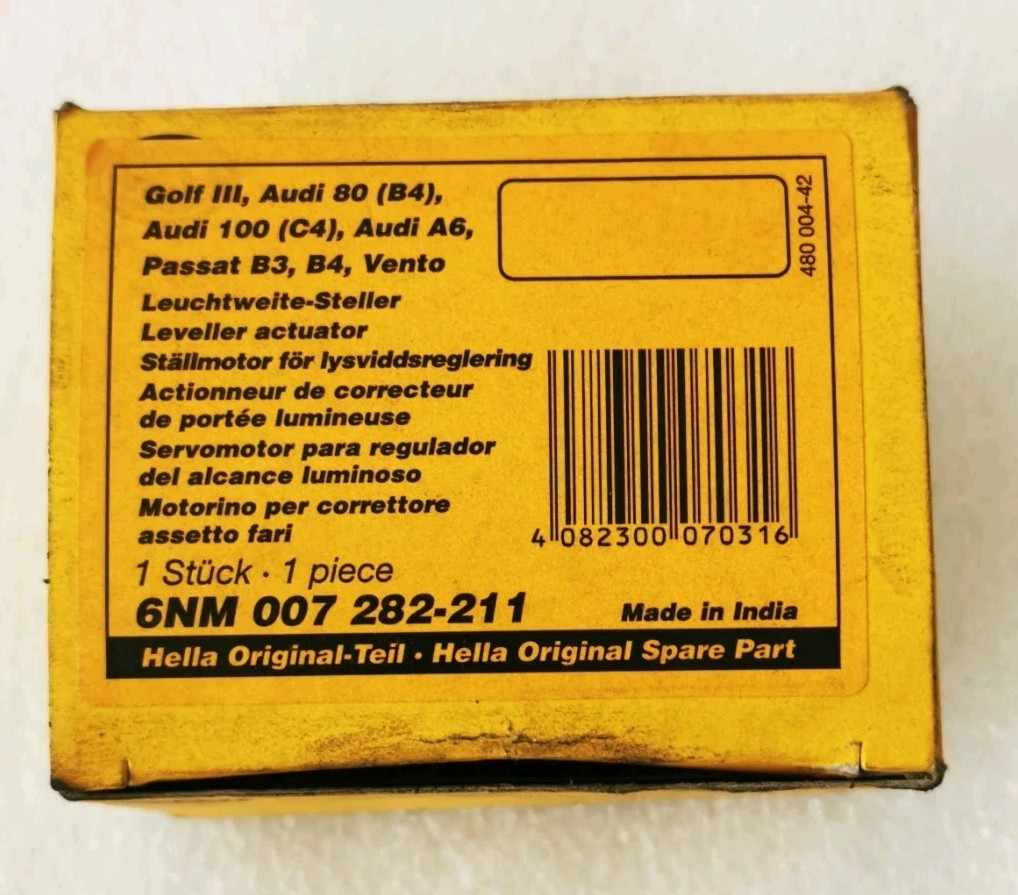 Golf III, Audi 80 (B4),
Audi 100 (C4), Audi A6,
Passat B3, B4, Vento
480 004-42
Leuchtweite-Steller
Leveller actuator
Ställmotor för lysviddsreglering
Actionneur de correcteur
de portée lumineuse
Servomotor para regulador
del alcance luminoso
Motorino per correttore
assetto fari
4 082300 070316
1 Stück · 1 piece
6NM 007 282-211
Made in India
Hella Original-Teil · Hella Original Spare Part